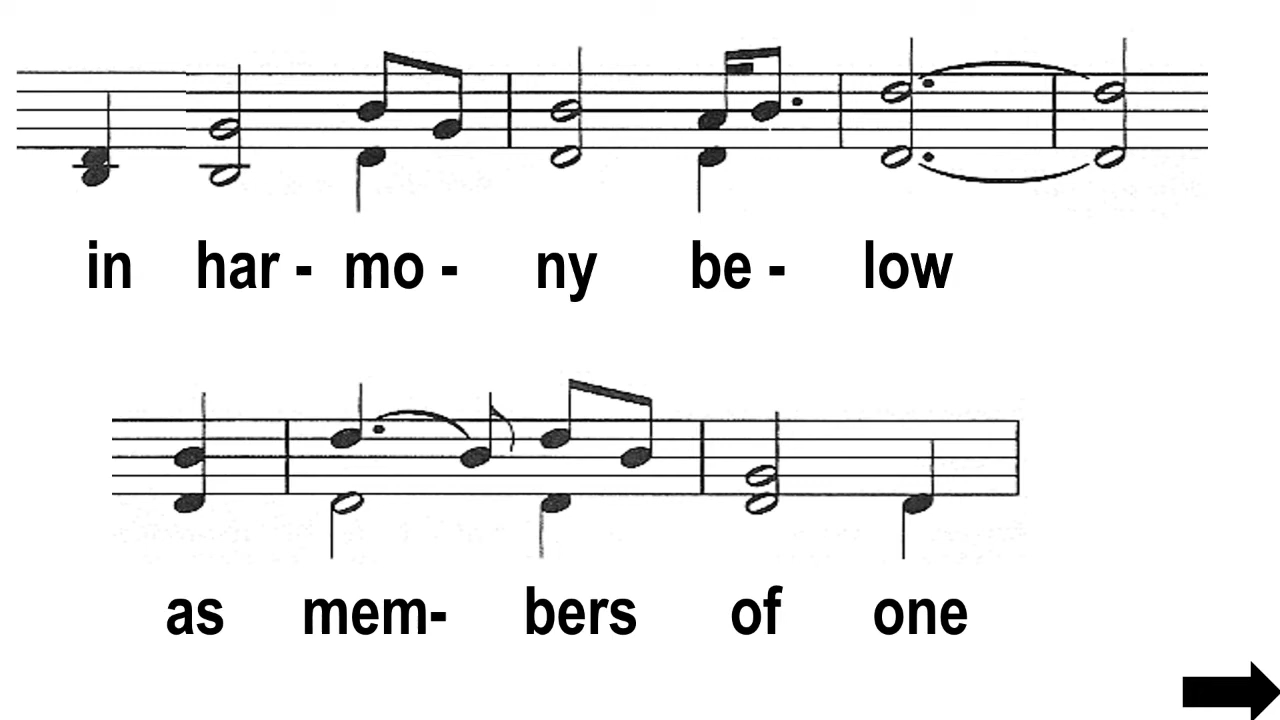 in har - mo - ny be - low
as mem- bers of one